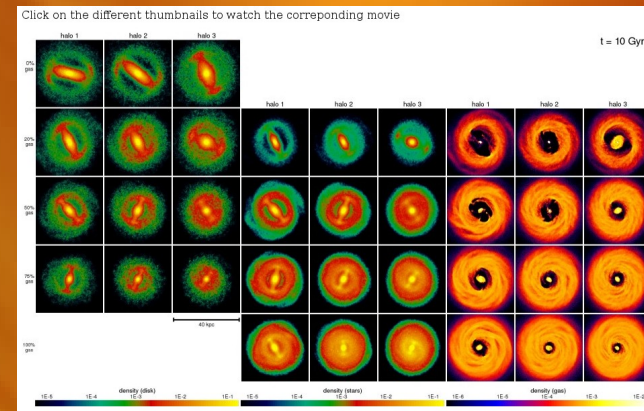 Click on the different thumbnails to watch the correponding movie
halo 1 halo 2 halo 3
t = 10 Gyr
0% gas
halo 1 halo 2 halo 3 halo 1 halo 2 halo 3
20% gas
50% gas
75% gas
40 kpc
100% gas
density (disk) density (stars) density (gas)
1E-5 1E-4 1E-3 1E-2 1E-1 1E-5 1E-4 1E-3 1E-2 1E-1 1E-6 1E-5 1E-4 1E-3